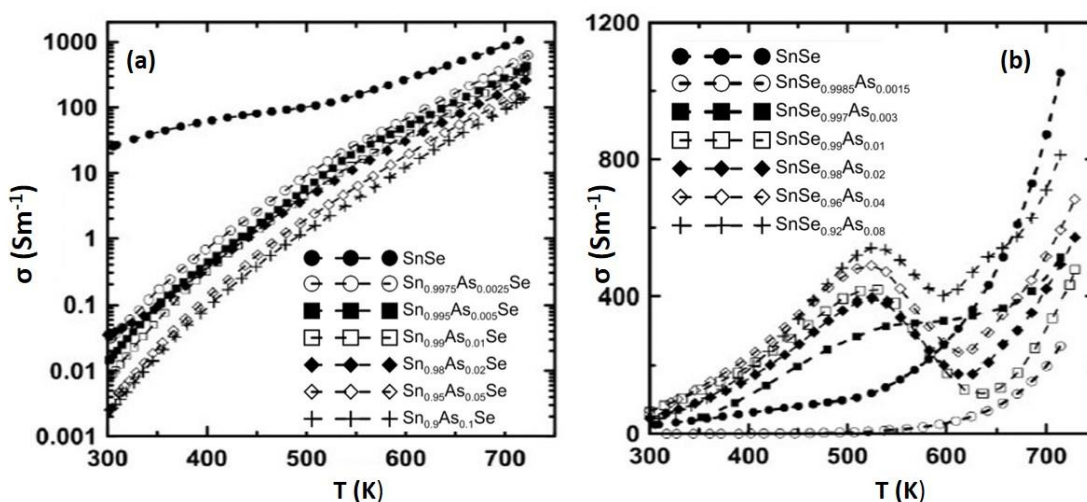 (a)
1000
100
10
1
0.1
0.01
0.001
σ (Sm⁻¹)
SnSe
Sn₀.₉₉₇₅As₀.₀₀₂₅Se
Sn₀.₉₉₅As₀.₀₀₅Se
Sn₀.₉₉As₀.₀₁Se
Sn₀.₉₈As₀.₀₂Se
Sn₀.₉₅As₀.₀₅Se
Sn₀.₉As₀.₁Se
300 400 500 600 700
T (K)
(b)
1200
800
400
0
σ (Sm⁻¹)
SnSe
SnSe₀.₉₉₈₅As₀.₀₀₁₅
SnSe₀.₉₉₇As₀.₀₀₃
SnSe₀.₉₉As₀.₀₁
SnSe₀.₉₈As₀.₀₂
SnSe₀.₉₆As₀.₀₄
SnSe₀.₉₂As₀.₀₈
300 400 500 600 700
T (K)